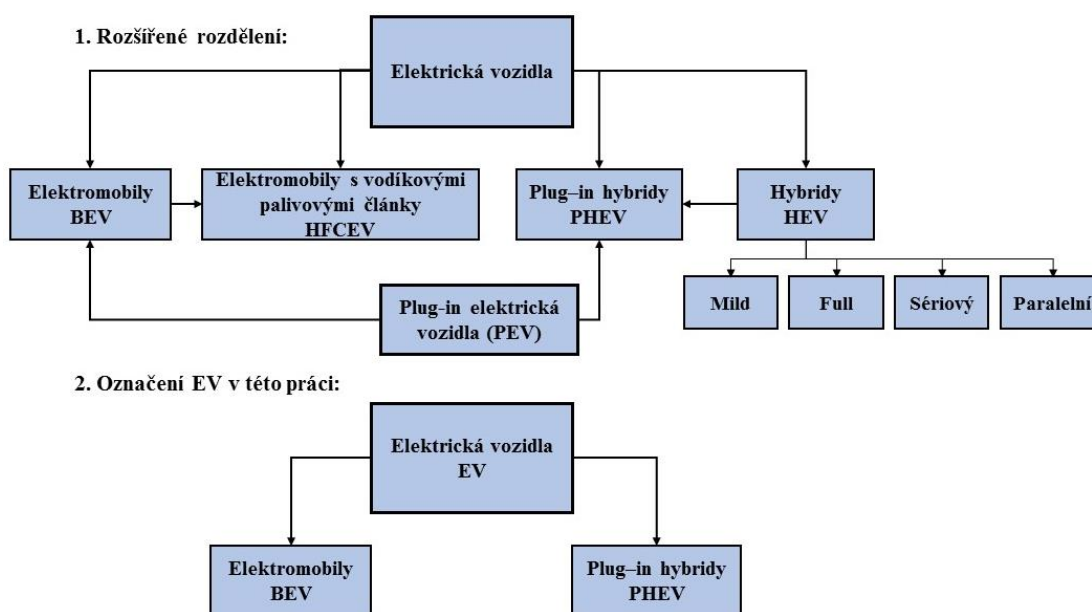 1. Rozšířené rozdělení:
Elektrická vozidla
Elektromobily
BEV
Elektromobily s vodíkovými
palivovými články
HFCEV
Plug–in hybridy
PHEV
Hybridy
HEV
Mild
Full
Sériový
Paralelní
Plug-in elektrická
vozidla (PEV)
2. Označení EV v této práci:
Elektrická vozidla
EV
Elektromobily
BEV
Plug–in hybridy
PHEV